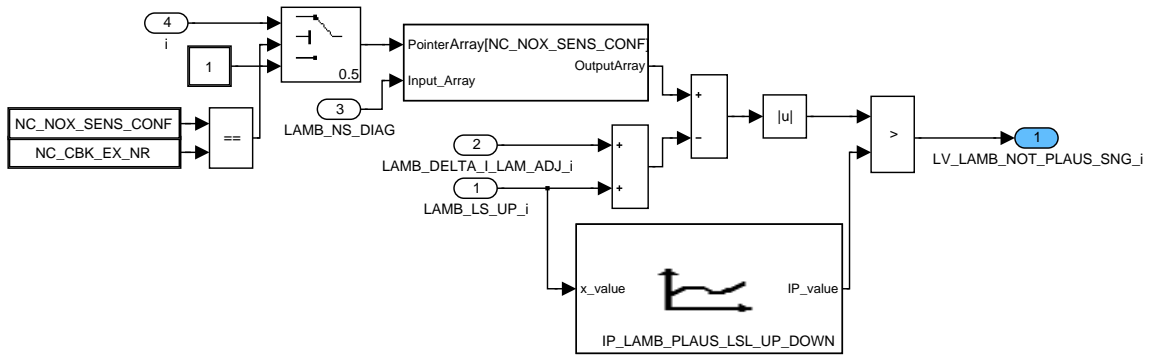 4
i
1
0.5
NC_NOX_SENS_CONF
NC_CBK_EX_NR
==
PointerArray[NC_NOX_SENS_CONF]
OutputArray
Input_Array
3
LAMB_NS_DIAG
2
LAMB_DELTA_I_LAM_ADJ_i
1
LAMB_LS_UP_i
+
+
+
−
|u|
>
1
LV_LAMB_NOT_PLAUS_SNG_i
x_value
IP_value
IP_LAMB_PLAUS_LSL_UP_DOWN